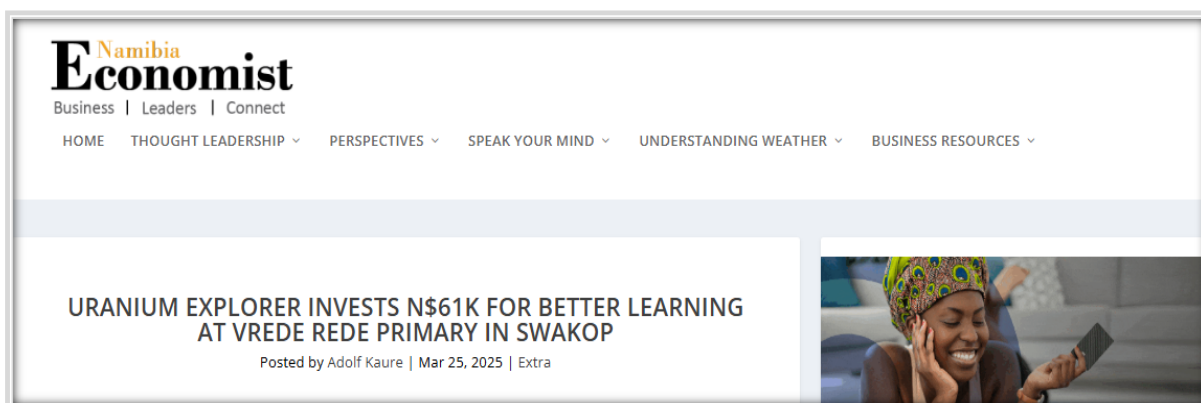 Namibia
Economist
Business | Leaders | Connect
HOME THOUGHT LEADERSHIP PERSPECTIVES SPEAK YOUR MIND UNDERSTANDING WEATHER BUSINESS RESOURCES
URANIUM EXPLORER INVESTS N$61K FOR BETTER LEARNING
AT VREDE REDE PRIMARY IN SWAKOP
Posted by Adolf Kaure | Mar 25, 2025 | Extra